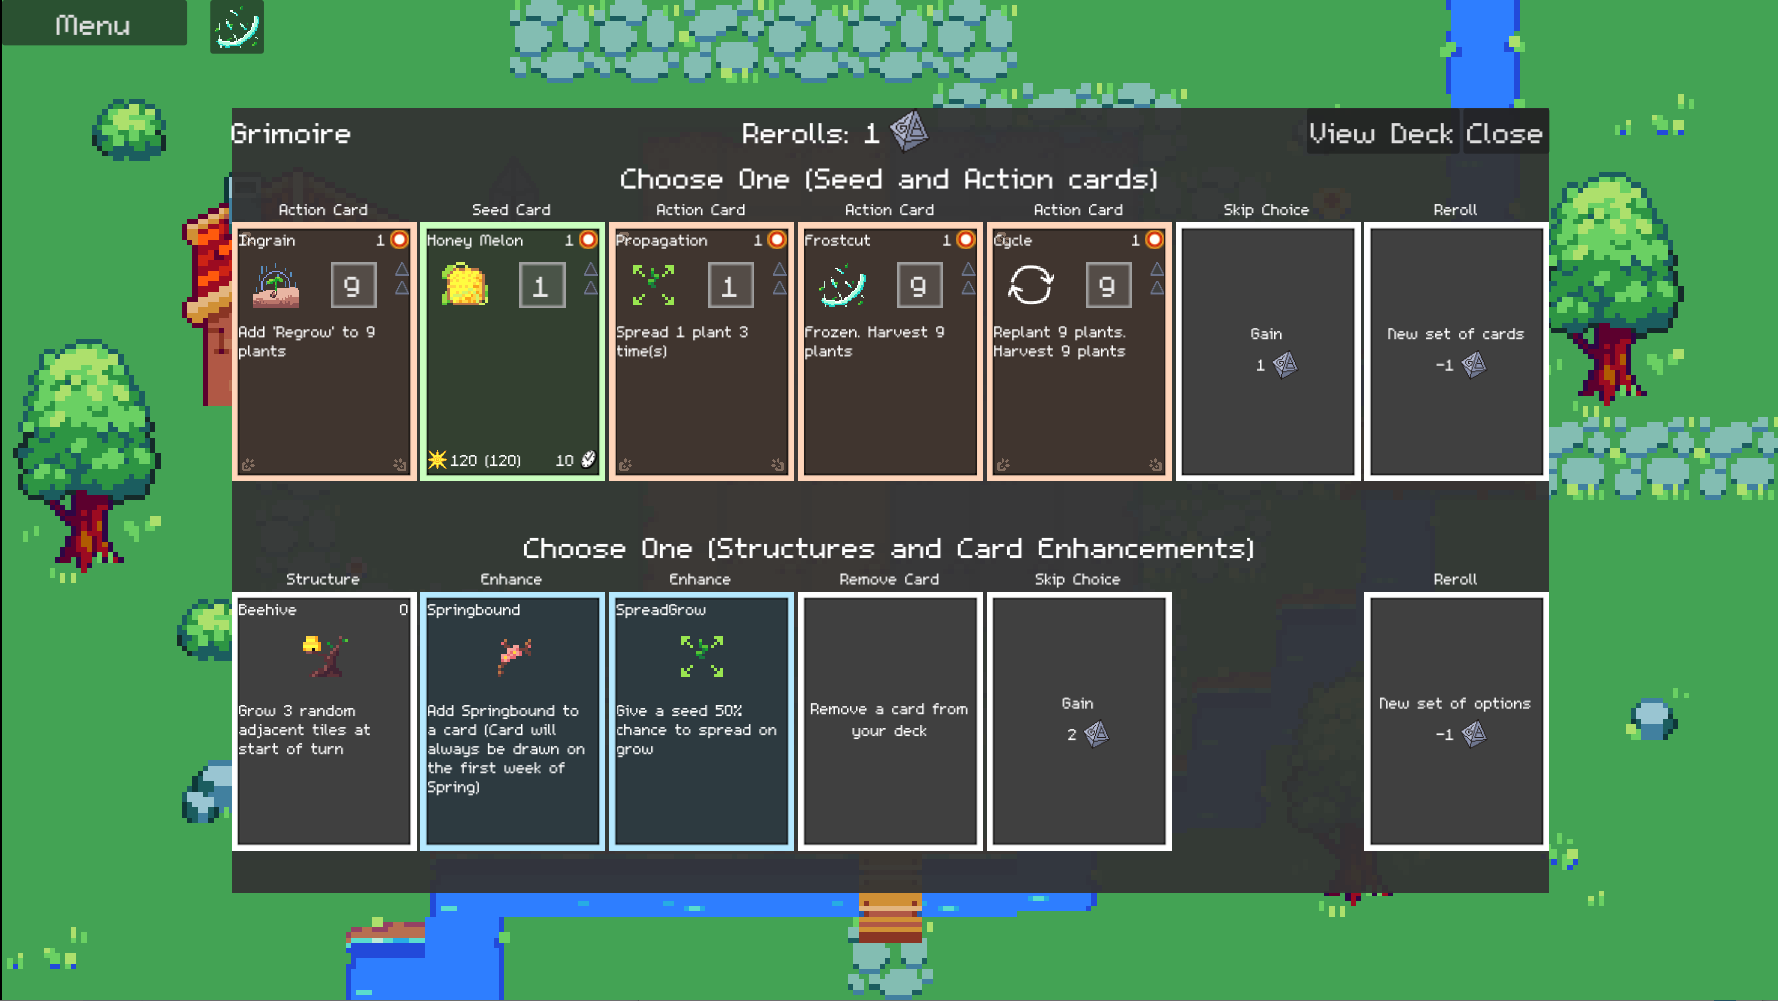 Menu
Grimoire
Rerolls: 1
View Deck
Close
Choose One (Seed and Action cards)
Action Card
Seed Card
Action Card
Action Card
Action Card
Skip Choice
Reroll
Ingrain 1
9
Add 'Regrow' to 9
plants
Honey Melon 1
1
120 (120) 10
Propagation 1
1
Spread 1 plant 3
time(s)
Frostcut 1
9
Frozen. Harvest 9
plants
Cycle 1
9
Replant 9 plants.
Harvest 9 plants
Gain
1
New set of cards
-1
Choose One (Structures and Card Enhancements)
Structure
Enhance
Enhance
Remove Card
Skip Choice
Reroll
Beehive 0
Grow 3 random
adjacent tiles at
start of turn
Springbound
Add Springbound to
a card (Card will
always be drawn on
the first week of
Spring)
SpreadGrow
Give a seed 50%
chance to spread on
grow
Remove a card from
your deck
Gain
2
New set of options
-1